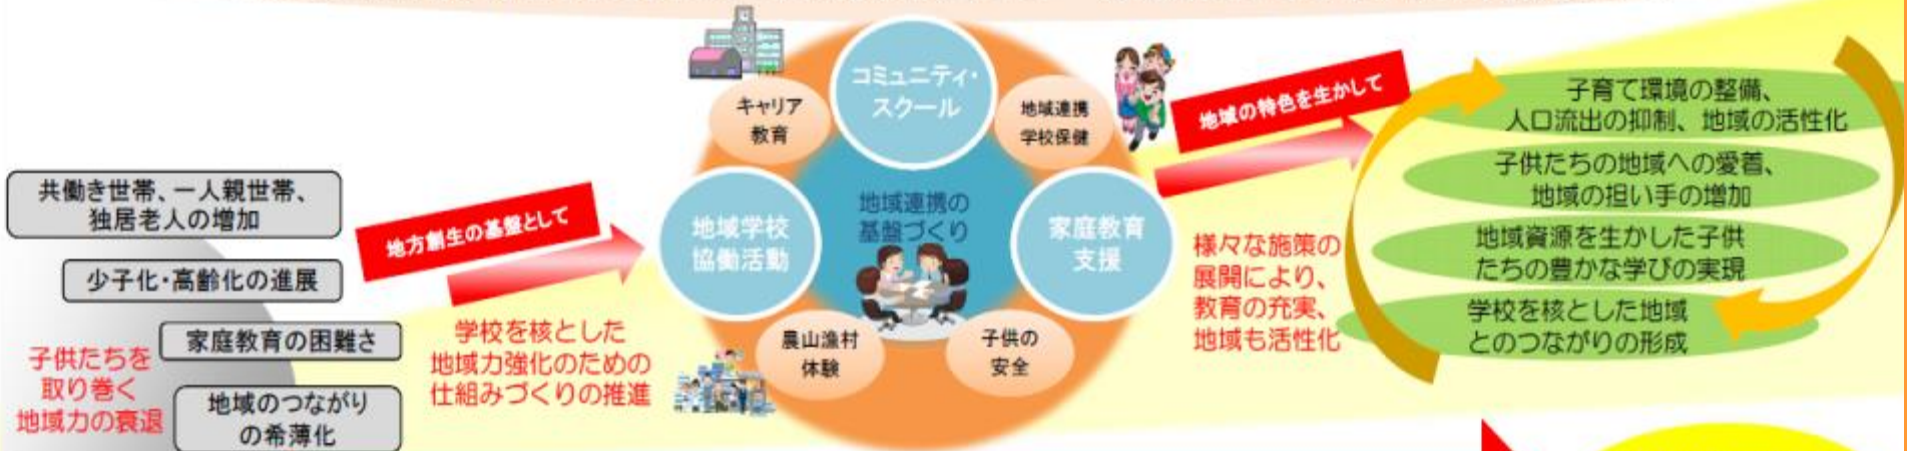 共働き世帯、一人親世帯、
独居老人の増加
少子化・高齢化の進展
家庭教育の困難さ
地域のつながり
の希薄化
子供たちを
取り巻く
地域力の衰退
地方創生の基盤として
学校を核とした
地域力強化のための
仕組みづくりの推進
コミュニティ・
スクール
キャリア
教育
地域連携
学校保健
地域学校
協働活動
地域連携の
基盤づくり
家庭教育
支援
農山漁村
体験
子供の
安全
地域の特色を生かして
様々な施策の
展開により、
教育の充実、
地域も活性化
子育て環境の整備、
人口流出の抑制、地域の活性化
子供たちの地域への愛着、
地域の担い手の増加
地域資源を生かした子供
たちの豊かな学びの実現
学校を核とした地域
とのつながりの形成